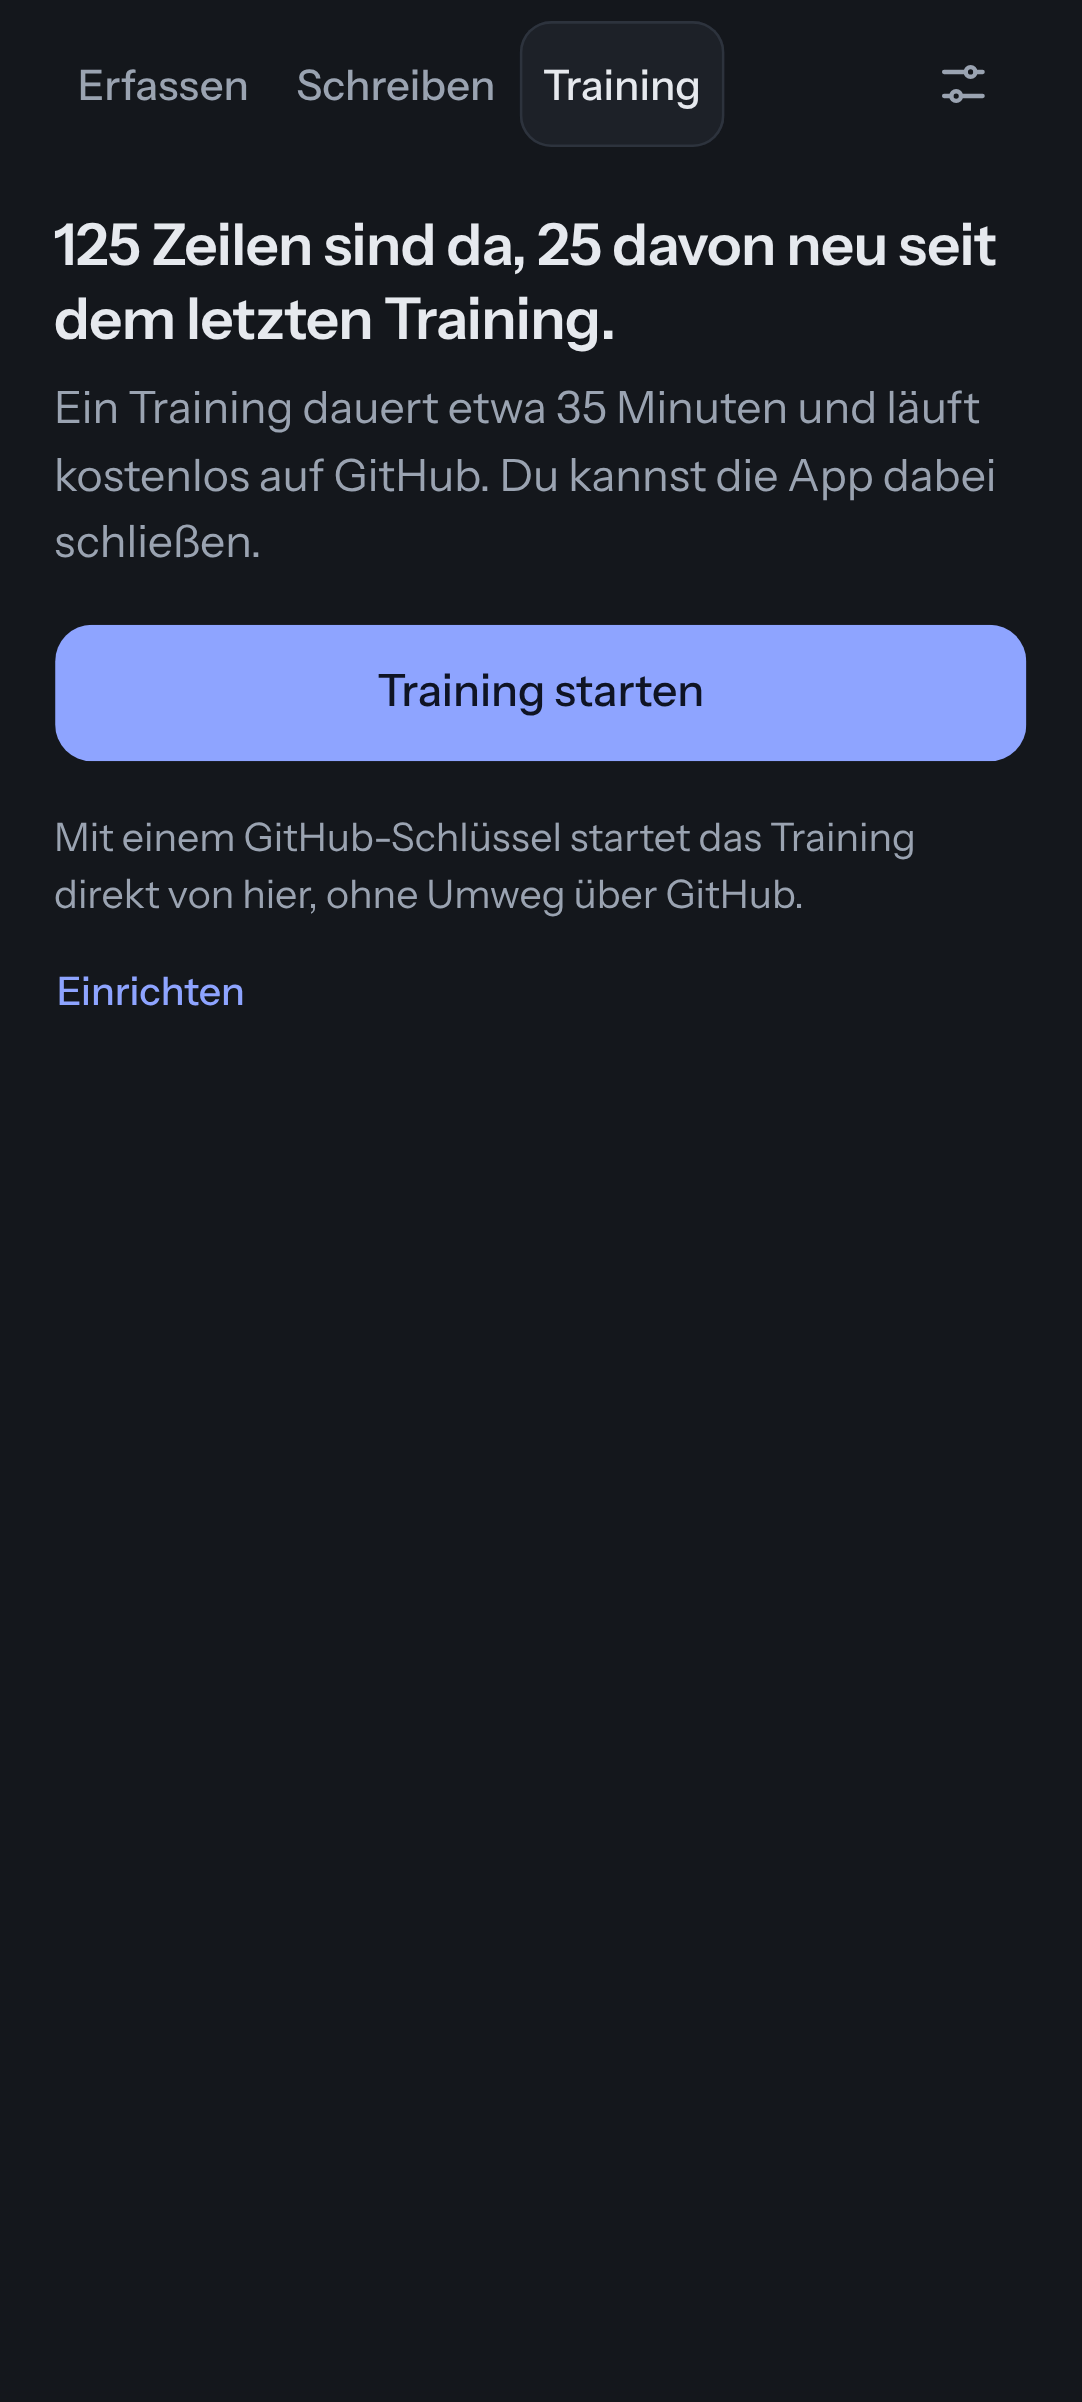 Erfassen Schreiben Training
125 Zeilen sind da, 25 davon neu seit
dem letzten Training.
Ein Training dauert etwa 35 Minuten und läuft
kostenlos auf GitHub. Du kannst die App dabei
schließen.
Training starten
Mit einem GitHub-Schlüssel startet das Training
direkt von hier, ohne Umweg über GitHub.
Einrichten